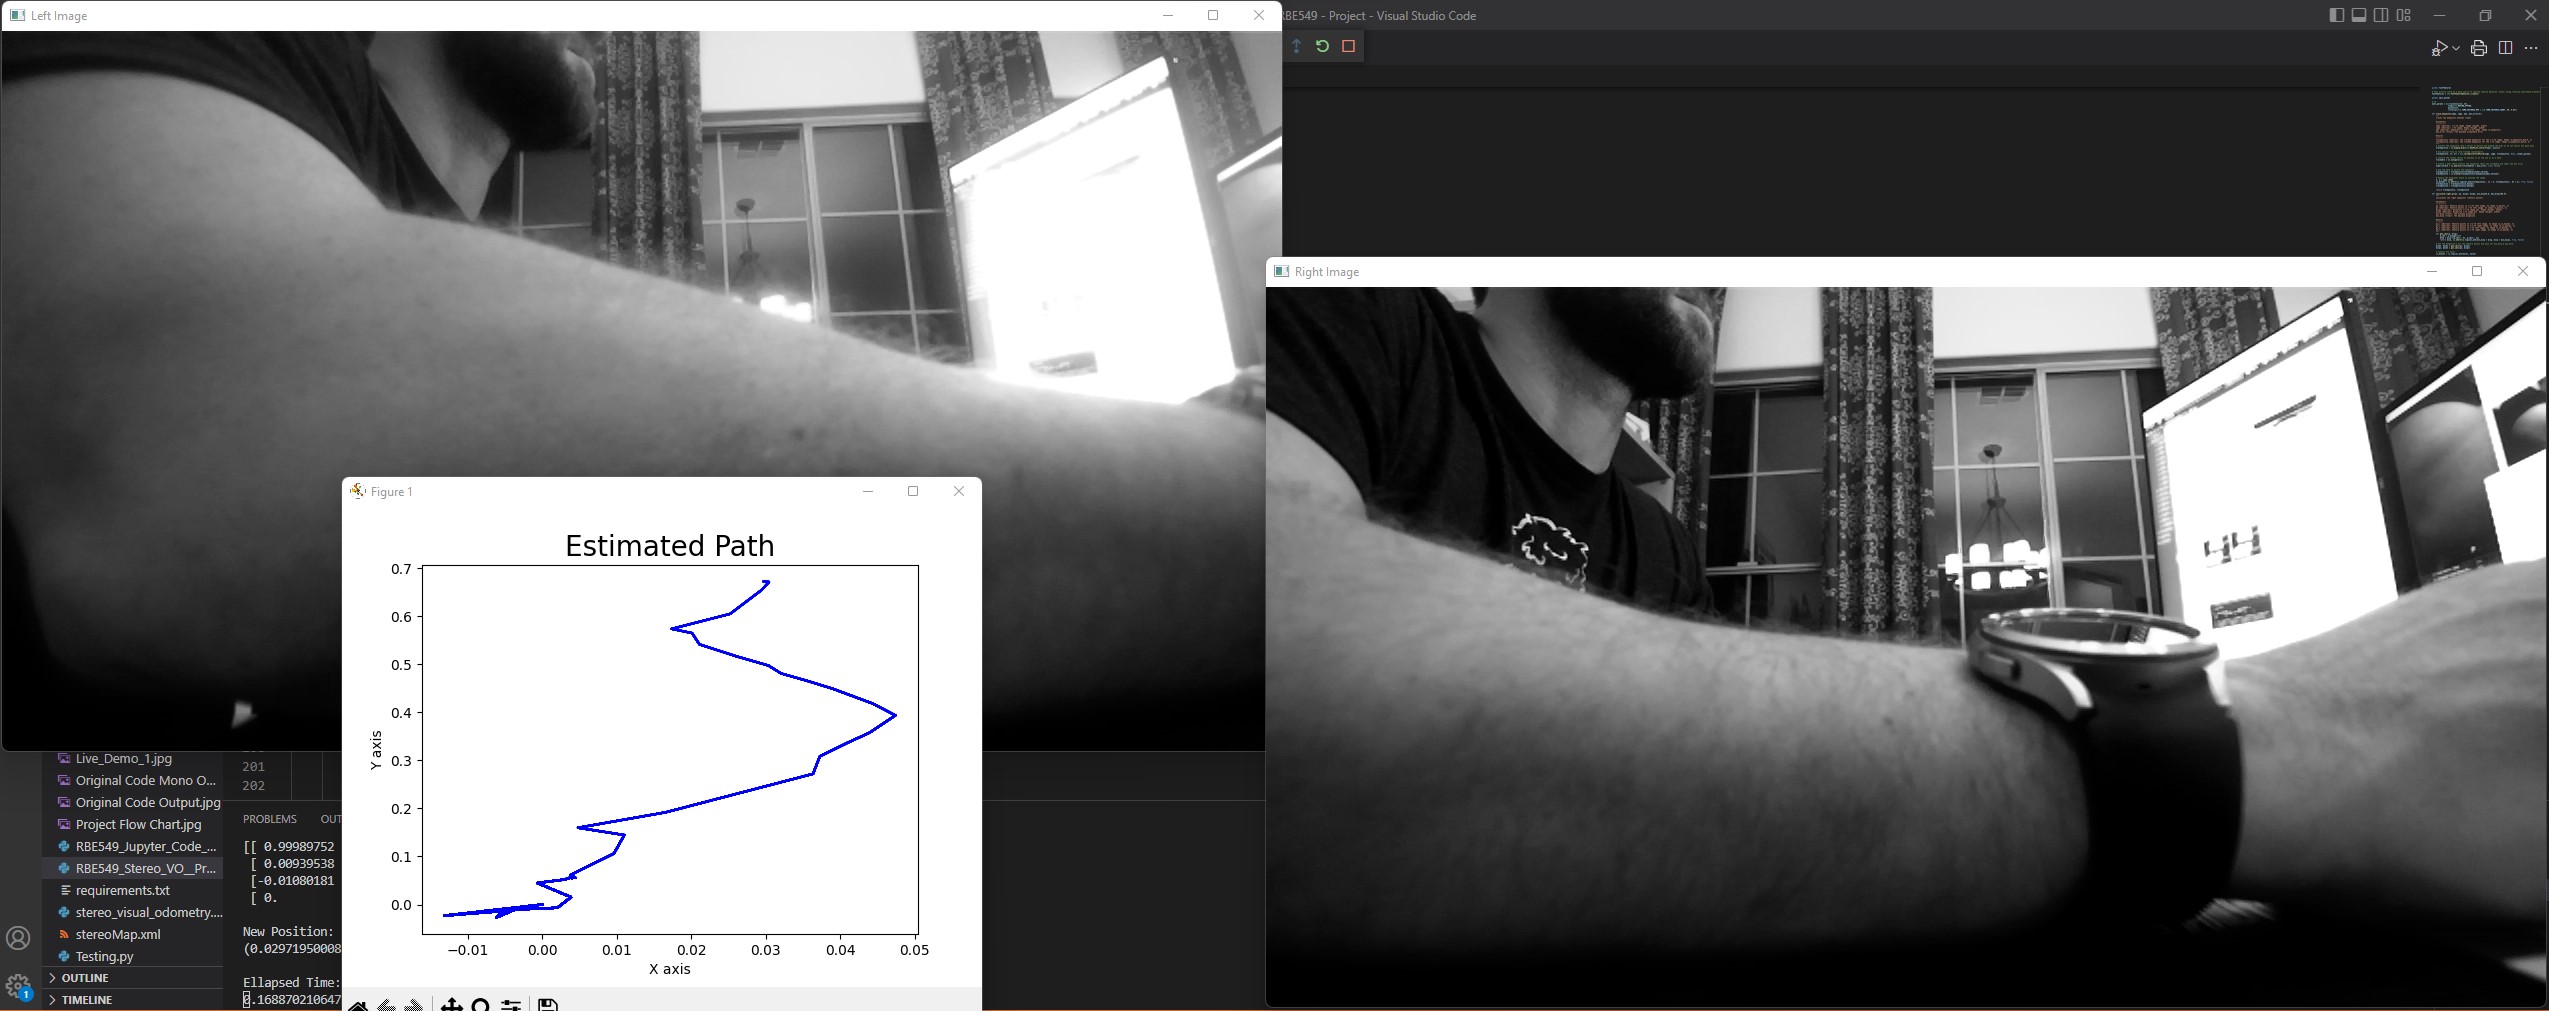 Left Image
RBE549 - Project - Visual Studio Code
Right Image
Figure 1
Estimated Path
0.7
0.6
0.5
0.4
0.3
0.2
0.1
0.0
Y axis
−0.01
0.00
0.01
0.02
0.03
0.04
0.05
X axis
Live_Demo_1.jpg
Original Code Mono O...
Original Code Output.jpg
Project Flow Chart.jpg
RBE549_Jupyter_Code_...
RBE549_Stereo_VO__Pr...
requirements.txt
stereo_visual_odometry....
stereoMap.xml
Testing.py
OUTLINE
TIMELINE
1
201
202
PROBLEMS
OUT
[[ 0.99989752
[ 0.00939538
[-0.01080181
[ 0.
New Position:
(0.02971950008
Ellapsed Time:
0.168870210647